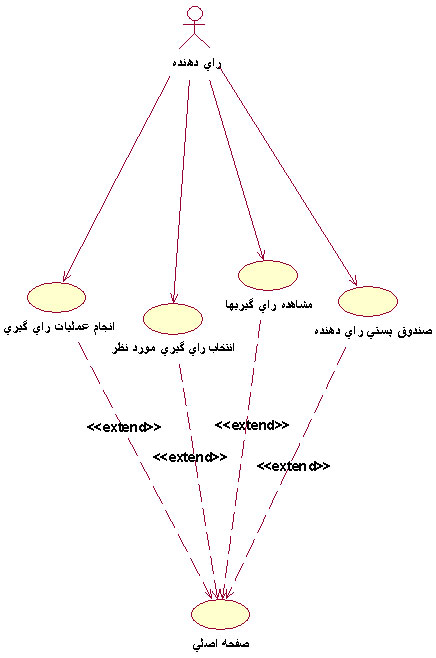 راي دهنده
مشاهده راي گيريها
صندوق پستي راي دهنده
انجام عمليات راي گيري
انتخاب راي گيري مورد نظر
<<extend>>
<<extend>>
<<extend>>
<<extend>>
صفحه اصلي